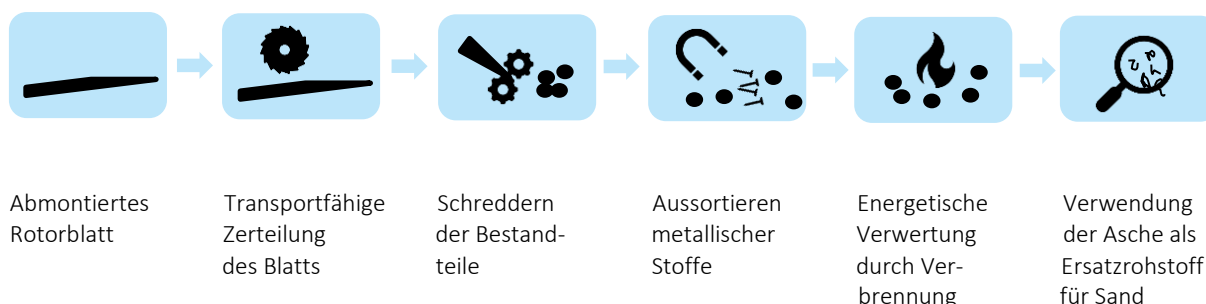 Abmontiertes
Rotorblatt
Transportfähige
Zerteilung
des Blatts
Schreddern
der Bestand-
teile
Aussortieren
metallischer
Stoffe
Energetische
Verwertung
durch Ver-
brennung
Verwendung
der Asche als
Ersatzrohstoff
für Sand